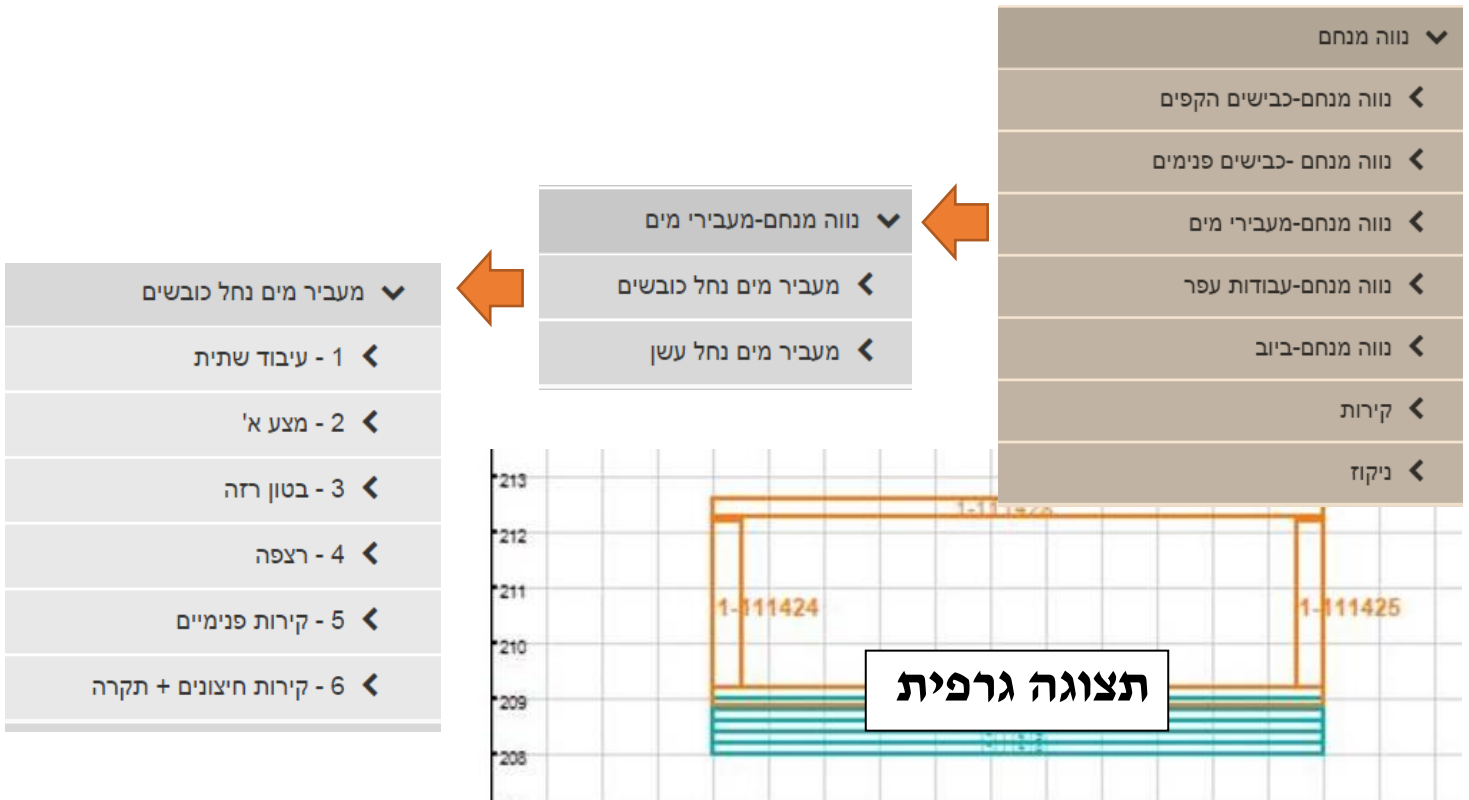 נווה מנחם
נווה מנחם-כבישים הקפים
נווה מנחם -כבישים פנימים
נווה מנחם-מעבירי מים
נווה מנחם-עבודות עפר
נווה מנחם-ביוב
קירות
ניקוז
נווה מנחם-מעבירי מים
מעביר מים נחל כובשים
מעביר מים נחל עשן
מעביר מים נחל כובשים
1 - עיבוד שתית
2 - מצע א'
3 - בטון רזה
4 - רצפה
5 - קירות פנימיים
6 - קירות חיצונים + תקרה
213
212
211
210
209
208
1-111424
1-111425
תצוגה גרפית